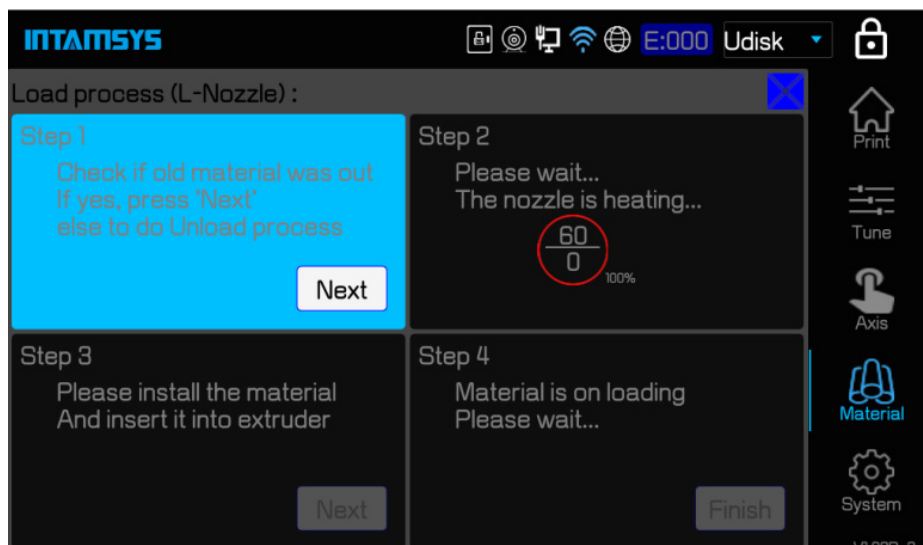 INTAMSYS
E:000 Udisk
Load process (L-Nozzle) :
Step 1
Check if old material was out
If yes, press 'Next'
else to do Unload process
Next
Step 2
Please wait...
The nozzle is heating...
60
0
100%
Step 3
Please install the material
And insert it into extruder
Next
Step 4
Material is on loading
Please wait...
Finish
Print
Tune
Axis
Material
System